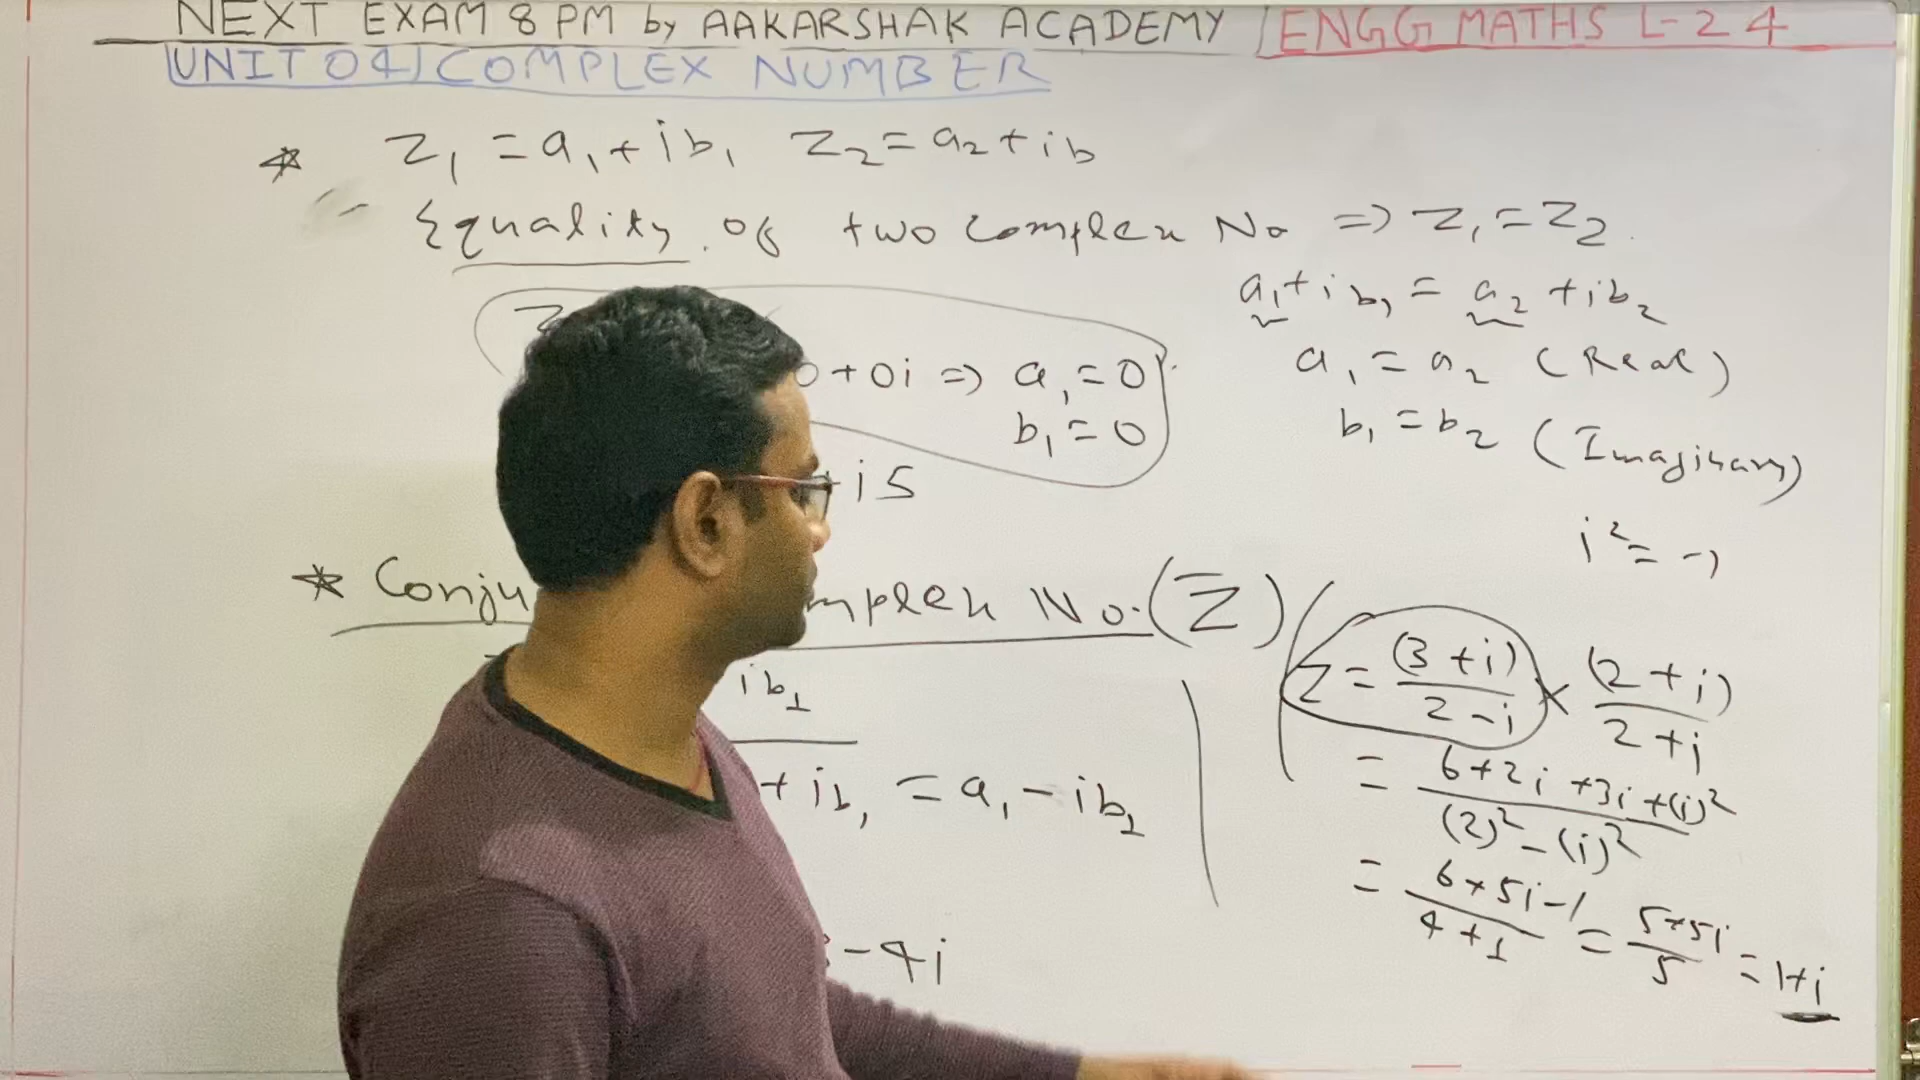 NEXT EXAM 8 PM by AAKARSHAK ACADEMY
ENGG MATHS L-24
UNIT 04 COMPLEX NUMBER
* z₁ = a₁ + ib₁ z₂ = a₂ + ib
Equality of two complex No => z₁ = z₂
a₁ + ib₁ = a₂ + ib₂
a₁ = a₂ (Real)
b₁ = b₂ (Imaginary)
+ 0i => a₁ = 0
b₁ = 0
i5
i² = -1
* Conju mplex No. (z̄)
ib₁
+ ib₁ = a₁ - ib₁
- 4i
z = (3 + i)/(2 - i) × (2 + i)/(2 + i)
= (6 + 2i + 3i + (i)²)/((2)² - (i)²)
= (6 + 5i - 1)/(4 + 1) = (5 + 5i)/5 = 1 + i